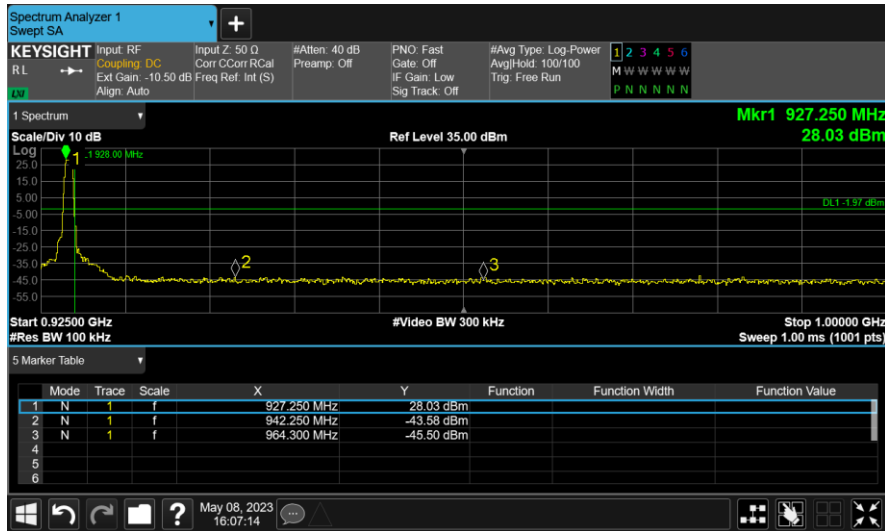 Spectrum Analyzer 1
Swept SA
+
KEYSIGHT Input: RF Input Z: 50 Ω #Atten: 40 dB PNO: Fast #Avg Type: Log-Power 1 2 3 4 5 6
RL Coupling: DC Corr CCorr RCal Preamp: Off Gate: Off Avg|Hold: 100/100 M W W W W W
Ext Gain: -10.50 dB Freq Ref: Int (S) IF Gain: Low Trig: Free Run
LXI Align: Auto Sig Track: Off P N N N N N
1 Spectrum Mkr1 927.250 MHz
Scale/Div 10 dB Ref Level 35.00 dBm 28.03 dBm
Log 1 928.00 MHz
1
25.0
15.0
5.00 DL1 -1.97 dBm
-5.00
-15.0
-25.0
-35.0 2 3
-45.0
-55.0
Start 0.92500 GHz #Video BW 300 kHz Stop 1.00000 GHz
#Res BW 100 kHz Sweep 1.00 ms (1001 pts)
5 Marker Table
Mode Trace Scale X Y Function Function Width Function Value
1 N 1 f 927.250 MHz 28.03 dBm
2 N 1 f 942.250 MHz -43.58 dBm
3 N 1 f 964.300 MHz -45.50 dBm
4
5
6
? May 08, 2023
16:07:14